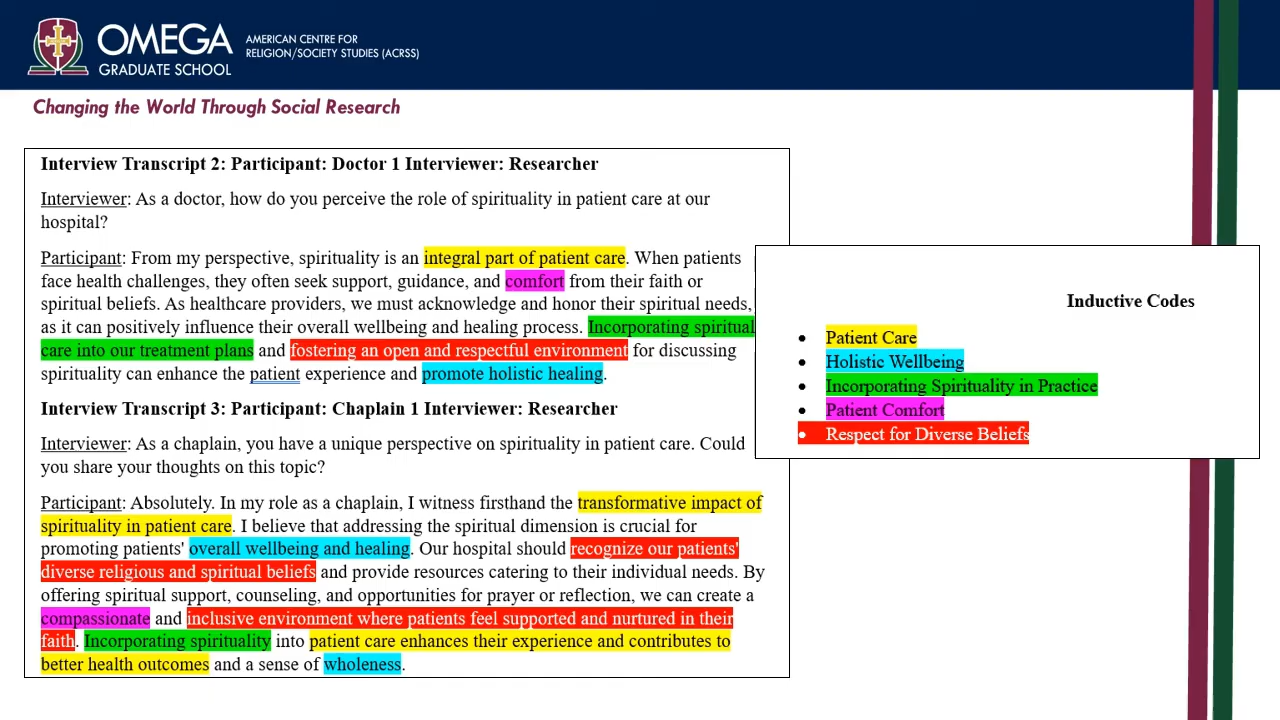 OMEGA
GRADUATE SCHOOL
AMERICAN CENTRE FOR
RELIGION/SOCIETY STUDIES (ACRSS)
Changing the World Through Social Research
Interview Transcript 2: Participant: Doctor 1 Interviewer: Researcher
Interviewer: As a doctor, how do you perceive the role of spirituality in patient care at our
hospital?
Participant: From my perspective, spirituality is an integral part of patient care. When patients
face health challenges, they often seek support, guidance, and comfort from their faith or
spiritual beliefs. As healthcare providers, we must acknowledge and honor their spiritual needs,
as it can positively influence their overall wellbeing and healing process. Incorporating spiritual
care into our treatment plans and fostering an open and respectful environment for discussing
spirituality can enhance the patient experience and promote holistic healing.
Interview Transcript 3: Participant: Chaplain 1 Interviewer: Researcher
Interviewer: As a chaplain, you have a unique perspective on spirituality in patient care. Could
you share your thoughts on this topic?
Participant: Absolutely. In my role as a chaplain, I witness firsthand the transformative impact of
spirituality in patient care. I believe that addressing the spiritual dimension is crucial for
promoting patients' overall wellbeing and healing. Our hospital should recognize our patients'
diverse religious and spiritual beliefs and provide resources catering to their individual needs. By
offering spiritual support, counseling, and opportunities for prayer or reflection, we can create a
compassionate and inclusive environment where patients feel supported and nurtured in their
faith. Incorporating spirituality into patient care enhances their experience and contributes to
better health outcomes and a sense of wholeness.
Inductive Codes
• Patient Care
• Holistic Wellbeing
• Incorporating Spirituality in Practice
• Patient Comfort
• Respect for Diverse Beliefs